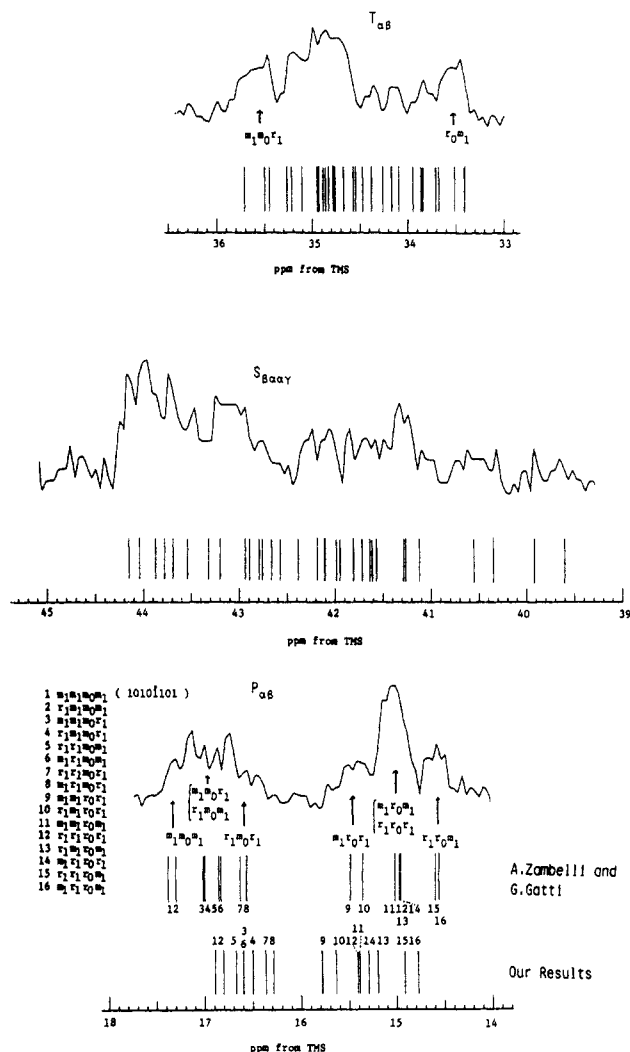 Tαβ
m₁m₀r₁
r₀m₁
36 35 34 33
ppm from TMS
Sβααγ
45 44 43 42 41 40 39
ppm from TMS
Pαβ
1 m₁m₁m₀m₁ (10101̇101)
2 r₁m₁m₀m₁
3 m₁m₁m₀r₁
4 r₁m₁m₀r₁
5 r₁r₁m₀m₁
6 m₁r₁m₀m₁
7 r₁r₁m₀r₁
8 m₁r₁m₀r₁
9 m₁m₁r₀r₁
10 r₁m₁r₀r₁
11 m₁m₁r₀m₁
12 r₁r₁r₀r₁
13 r₁m₁r₀m₁
14 m₁r₁r₀r₁
15 r₁r₁r₀m₁
16 m₁r₁r₀m₁
m₁m₀m₁
m₁m₀r₁
r₁m₀m₁
r₁m₀r₁
m₁r₀r₁
m₁r₀m₁
r₁r₀r₁
r₁r₀m₁
A.Zambelli and
G.Gatti
12 3456 78 9 10 11 12 14 15
13 16
3 11
12 5 6 4 78 9 1012 14 13 1516
Our Results
18 17 16 15 14
ppm from TMS